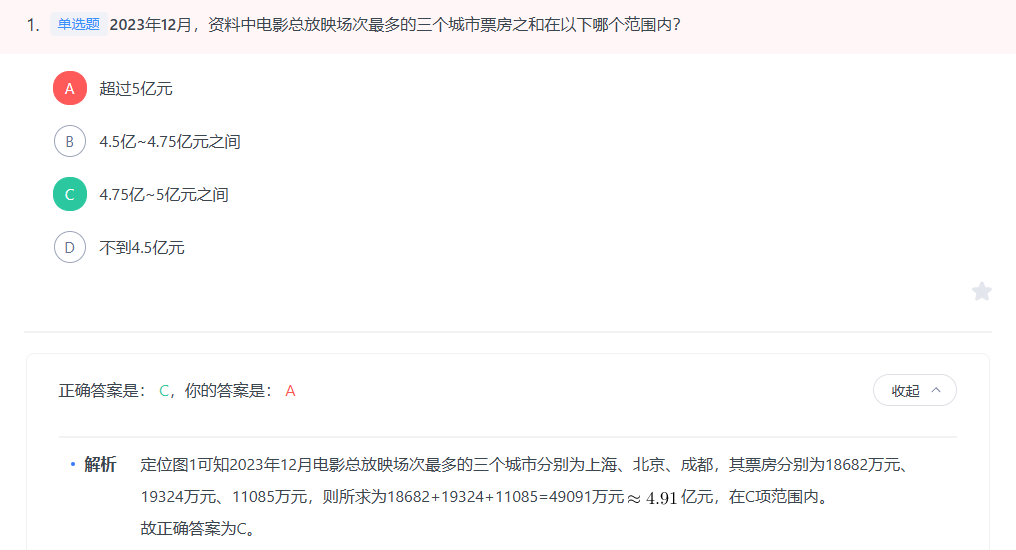 1. 单选题 2023年12月，资料中电影总放映场次最多的三个城市票房之和在以下哪个范围内？
A 超过5亿元
B 4.5亿~4.75亿元之间
C 4.75亿~5亿元之间
D 不到4.5亿元
正确答案是： C，你的答案是： A 收起
• 解析 定位图1可知2023年12月电影总放映场次最多的三个城市分别为上海、北京、成都，其票房分别为18682万元、
19324万元、11085万元，则所求为18682+19324+11085=49091万元≈4.91亿元，在C项范围内。
故正确答案为C。